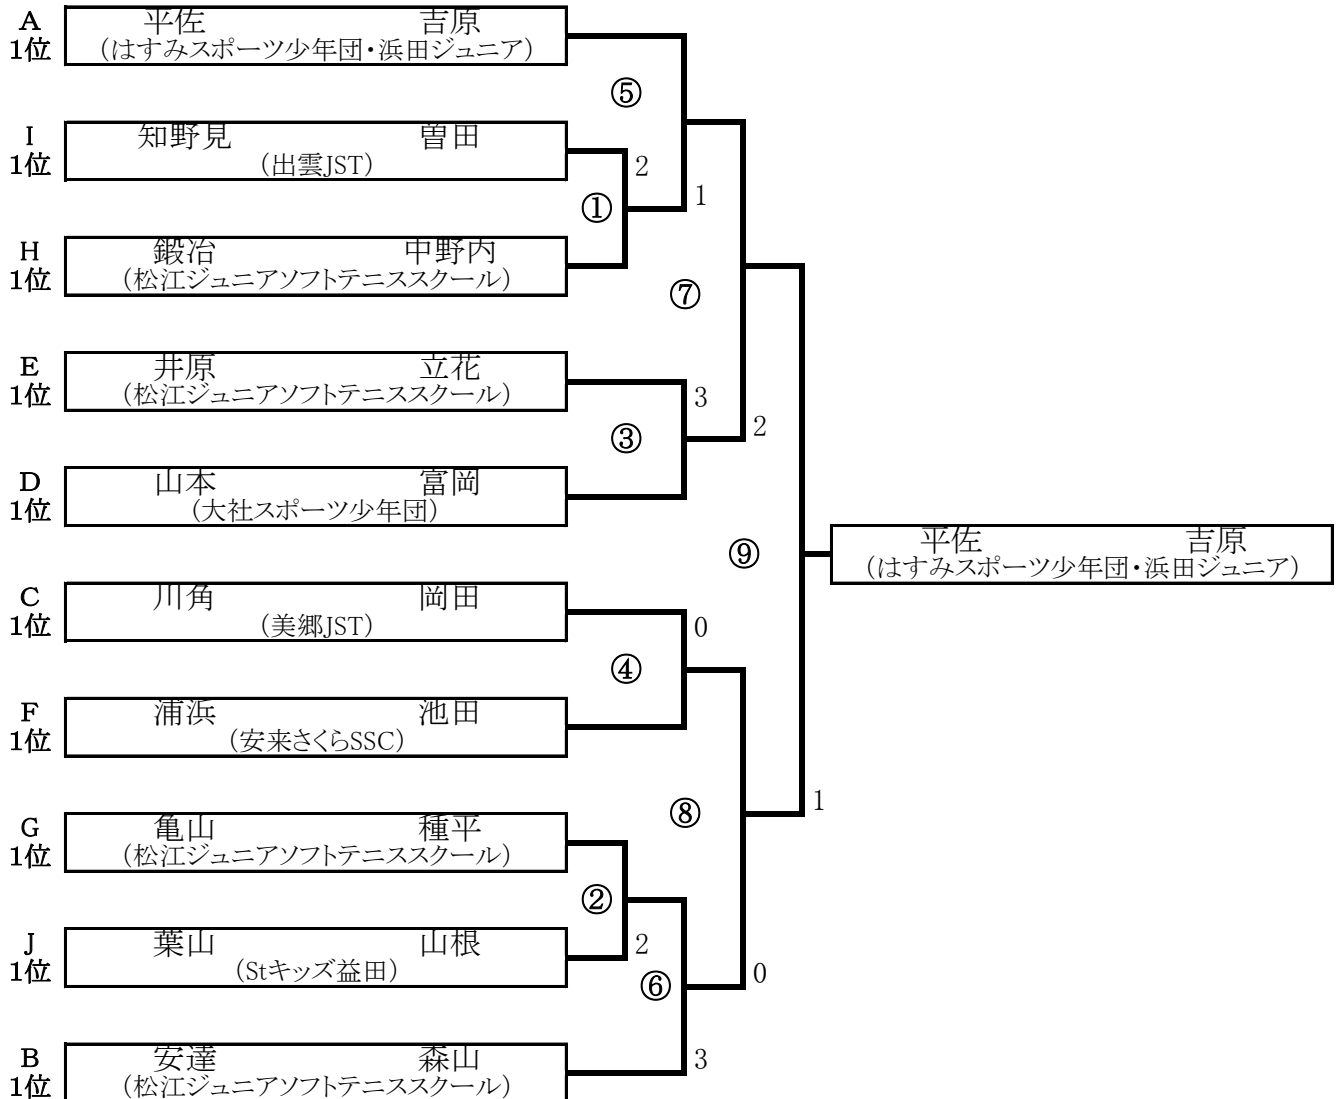 A 平佐 吉原
1位 （はすみスポーツ少年団・浜田ジュニア）
⑤
I 知野見 曽田
1位 （出雲JST） 2
① 1
H 鍛冶 中野内
1位 （松江ジュニアソフトテニススクール）
⑦
E 井原 立花
1位 （松江ジュニアソフトテニススクール） 3
③ 2
D 山本 富岡
1位 （大社スポーツ少年団）
⑨ 平佐 吉原
（はすみスポーツ少年団・浜田ジュニア）
C 川角 岡田
1位 （美郷JST） 0
④
F 浦浜 池田
1位 （安来さくらSSC）
⑧ 1
G 亀山 種平
1位 （松江ジュニアソフトテニススクール）
②
J 葉山 山根 2
1位 （Stキッズ益田） 0
⑥
B 安達 森山 3
1位 （松江ジュニアソフトテニススクール）